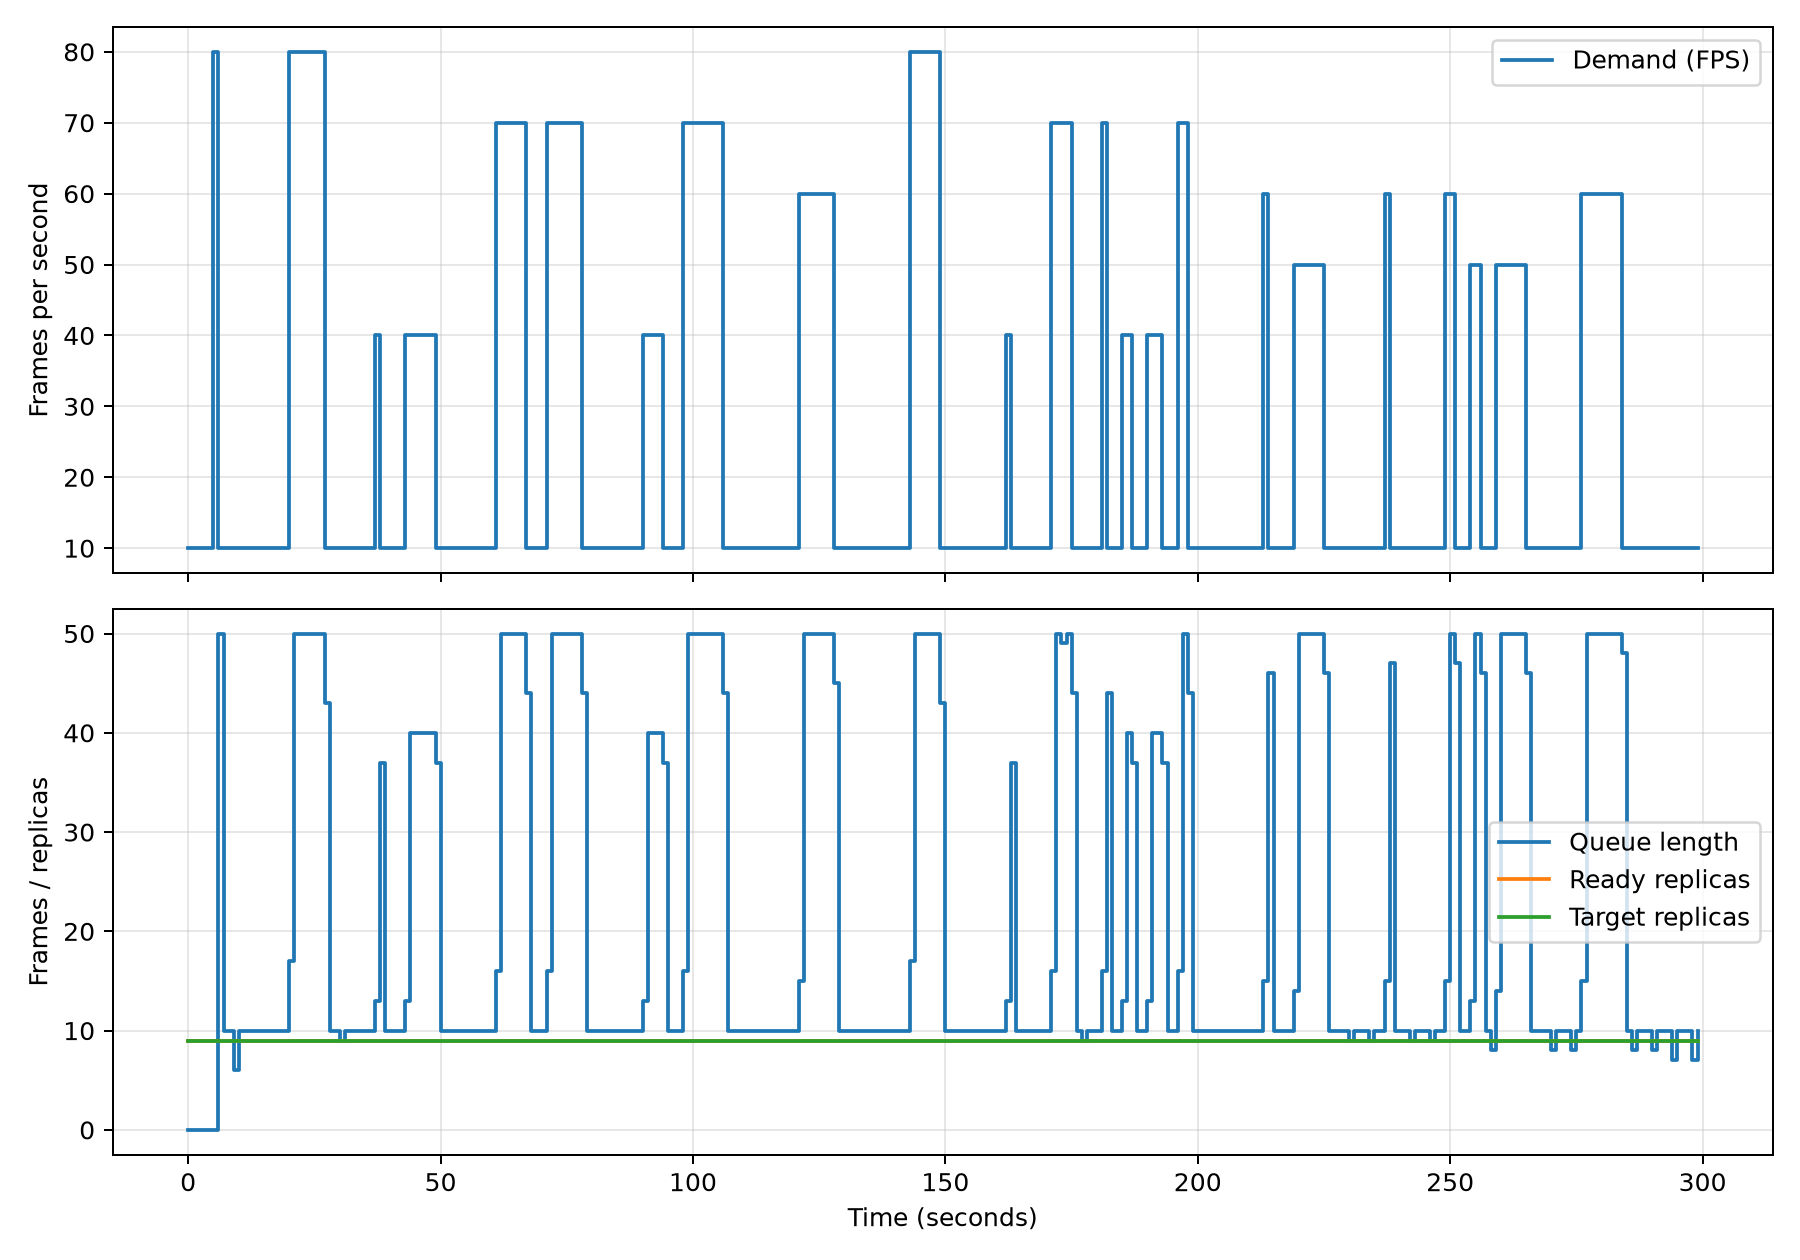 80
70
60
50
40
30
20
10
Frames per second
Demand (FPS)
50
40
30
20
10
0
Frames / replicas
Queue length
Ready replicas
Target replicas
0 50 100 150 200 250 300
Time (seconds)